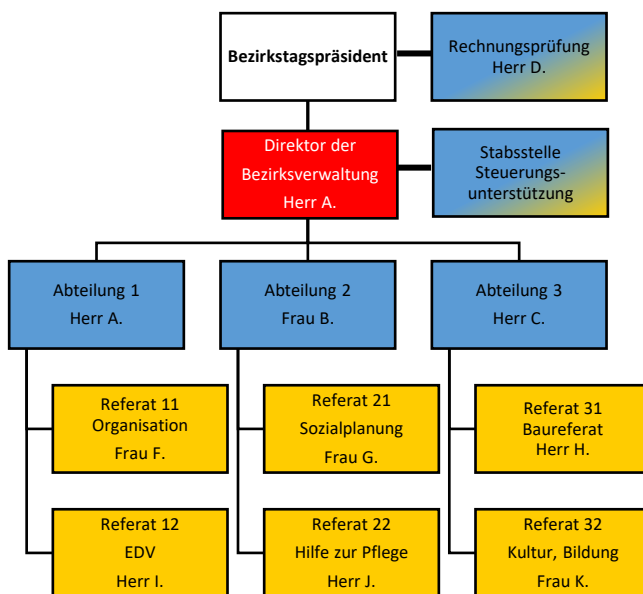 Bezirkstagspräsident
Rechnungsprüfung
Herr D.
Direktor der
Bezirksverwaltung
Herr A.
Stabsstelle
Steuerungs-
unterstützung
Abteilung 1
Herr A.
Abteilung 2
Frau B.
Abteilung 3
Herr C.
Referat 11
Organisation
Frau F.
Referat 21
Sozialplanung
Frau G.
Referat 31
Baureferat
Herr H.
Referat 12
EDV
Herr I.
Referat 22
Hilfe zur Pflege
Herr J.
Referat 32
Kultur, Bildung
Frau K.